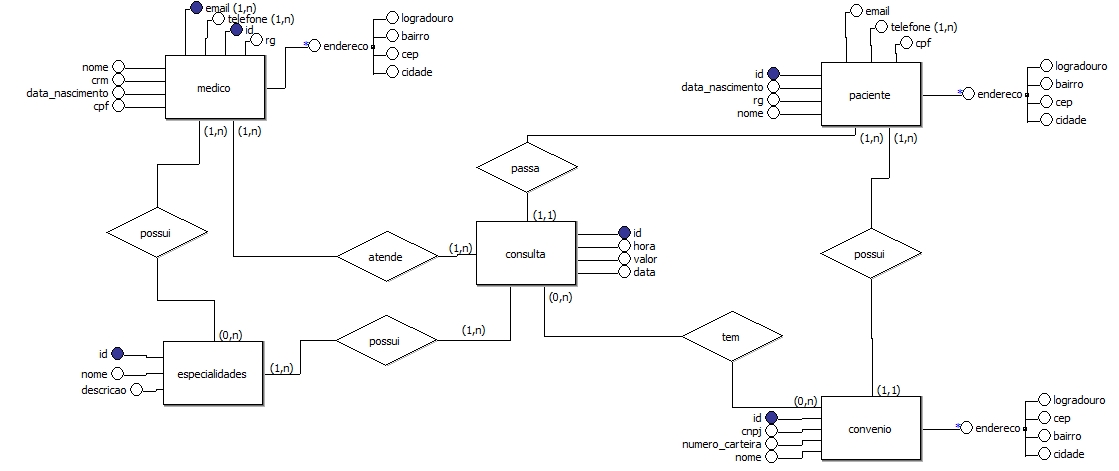 email (1,n)
telefone (1,n)
id
rg
nome
crm
data_nascimento
cpf
medico
* endereco
logradouro
bairro
cep
cidade
(1,n)
(1,n)
email
telefone (1,n)
cpf
id
data_nascimento
rg
nome
paciente
* endereco
logradouro
bairro
cep
cidade
(1,n)
(1,n)
passa
(1,1)
possui
atende
(1,n)
consulta
id
hora
valor
data
possui
(0,n)
(0,n)
id
nome
descricao
especialidades
(1,n)
possui
(1,n)
tem
(0,n)
(1,1)
id
cnpj
numero_carteira
nome
convenio
* endereco
logradouro
cep
bairro
cidade